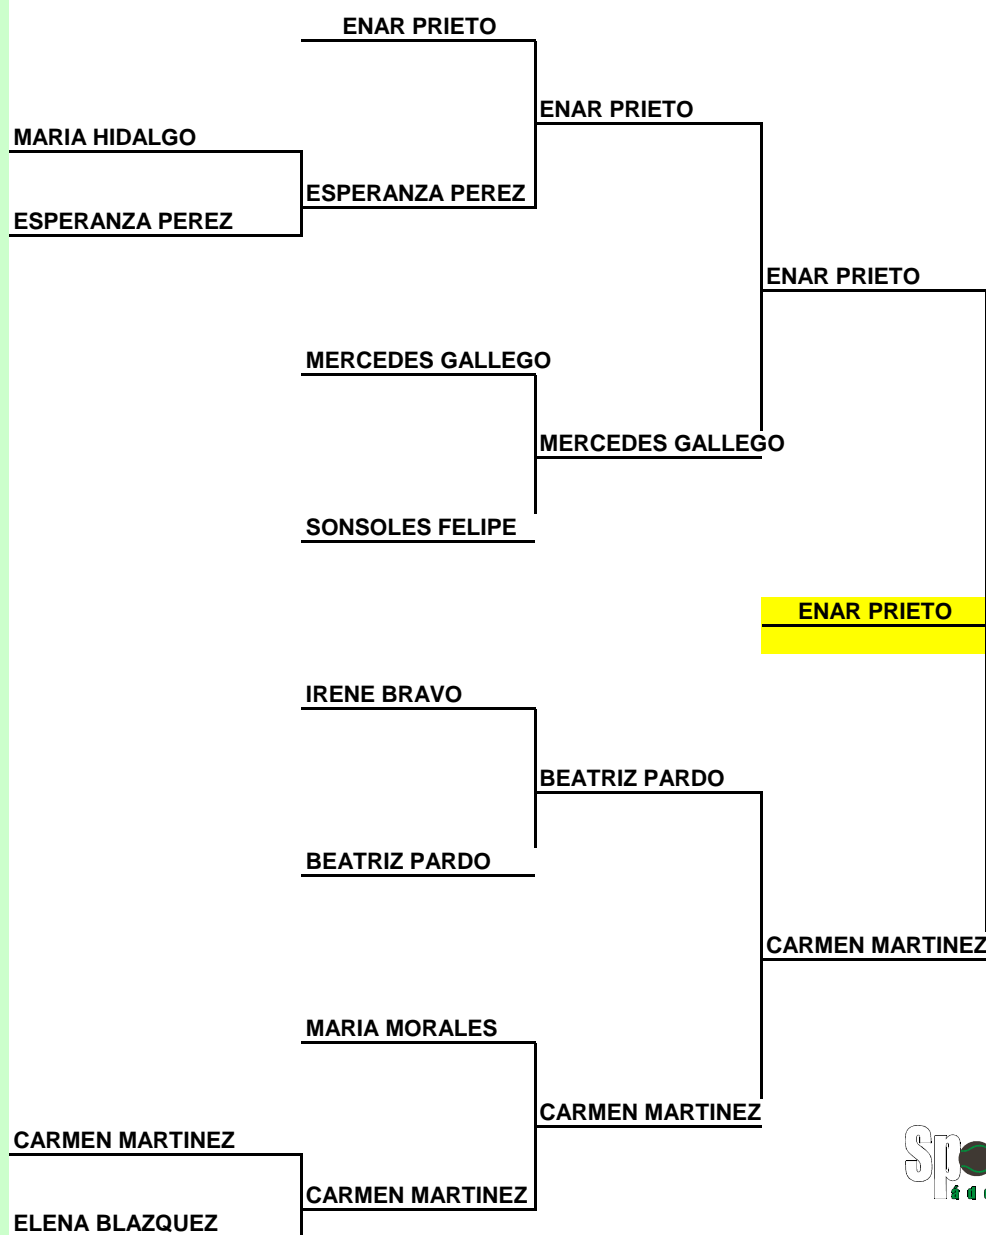 ENAR PRIETO
ENAR PRIETO
MARIA HIDALGO
ESPERANZA PEREZ
ESPERANZA PEREZ
ENAR PRIETO
MERCEDES GALLEGO
MERCEDES GALLEGO
SONSOLES FELIPE
ENAR PRIETO
IRENE BRAVO
BEATRIZ PARDO
BEATRIZ PARDO
CARMEN MARTINEZ
MARIA MORALES
CARMEN MARTINEZ
CARMEN MARTINEZ
CARMEN MARTINEZ
ELENA BLAZQUEZ